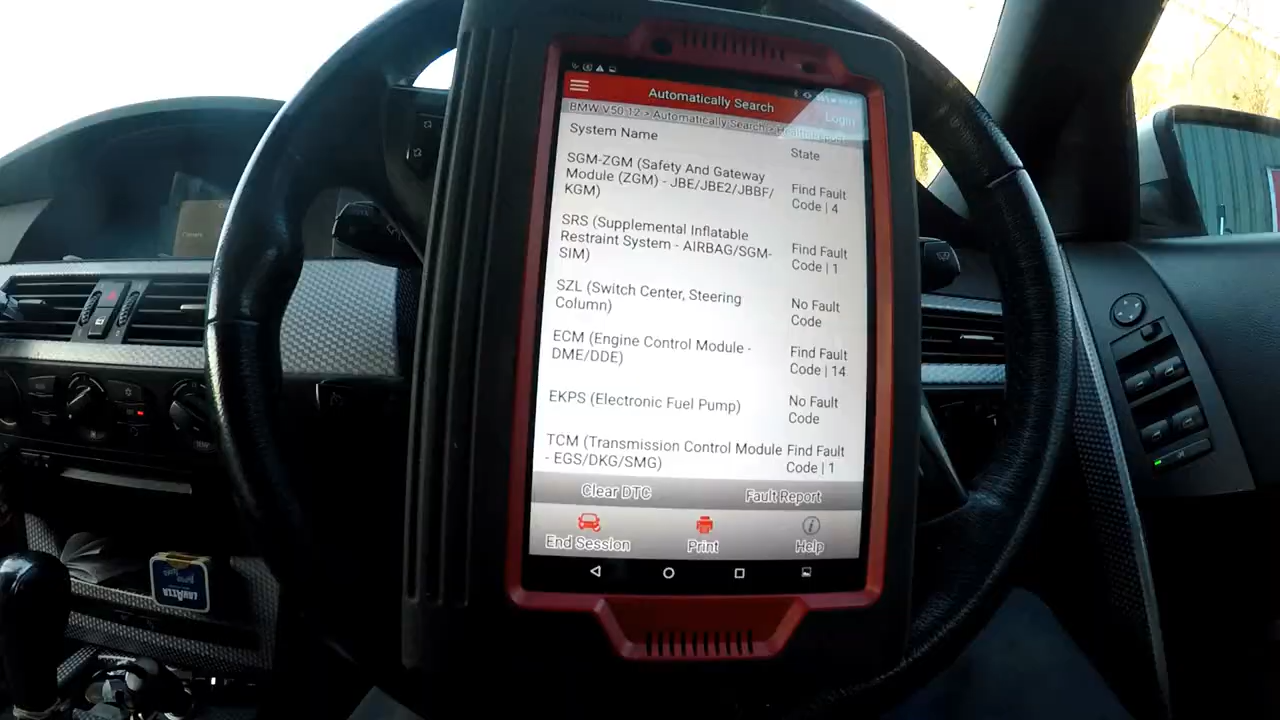 Automatically Search
Login
BMW V50.12 > Automatically Search > Health Report
System Name
State
SGM-ZGM (Safety And Gateway
Module (ZGM) - JBE/JBE2/JBBF/
KGM)
Find Fault
Code | 4
SRS (Supplemental Inflatable
Restraint System - AIRBAG/SGM-
SIM)
Find Fault
Code | 1
SZL (Switch Center, Steering
Column)
No Fault
Code
ECM (Engine Control Module -
DME/DDE)
Find Fault
Code | 14
EKPS (Electronic Fuel Pump)
No Fault
Code
TCM (Transmission Control Module
- EGS/DKG/SMG)
Find Fault
Code | 1
Clear DTC
Fault Report
End Session
Print
Help
LAVAZZA